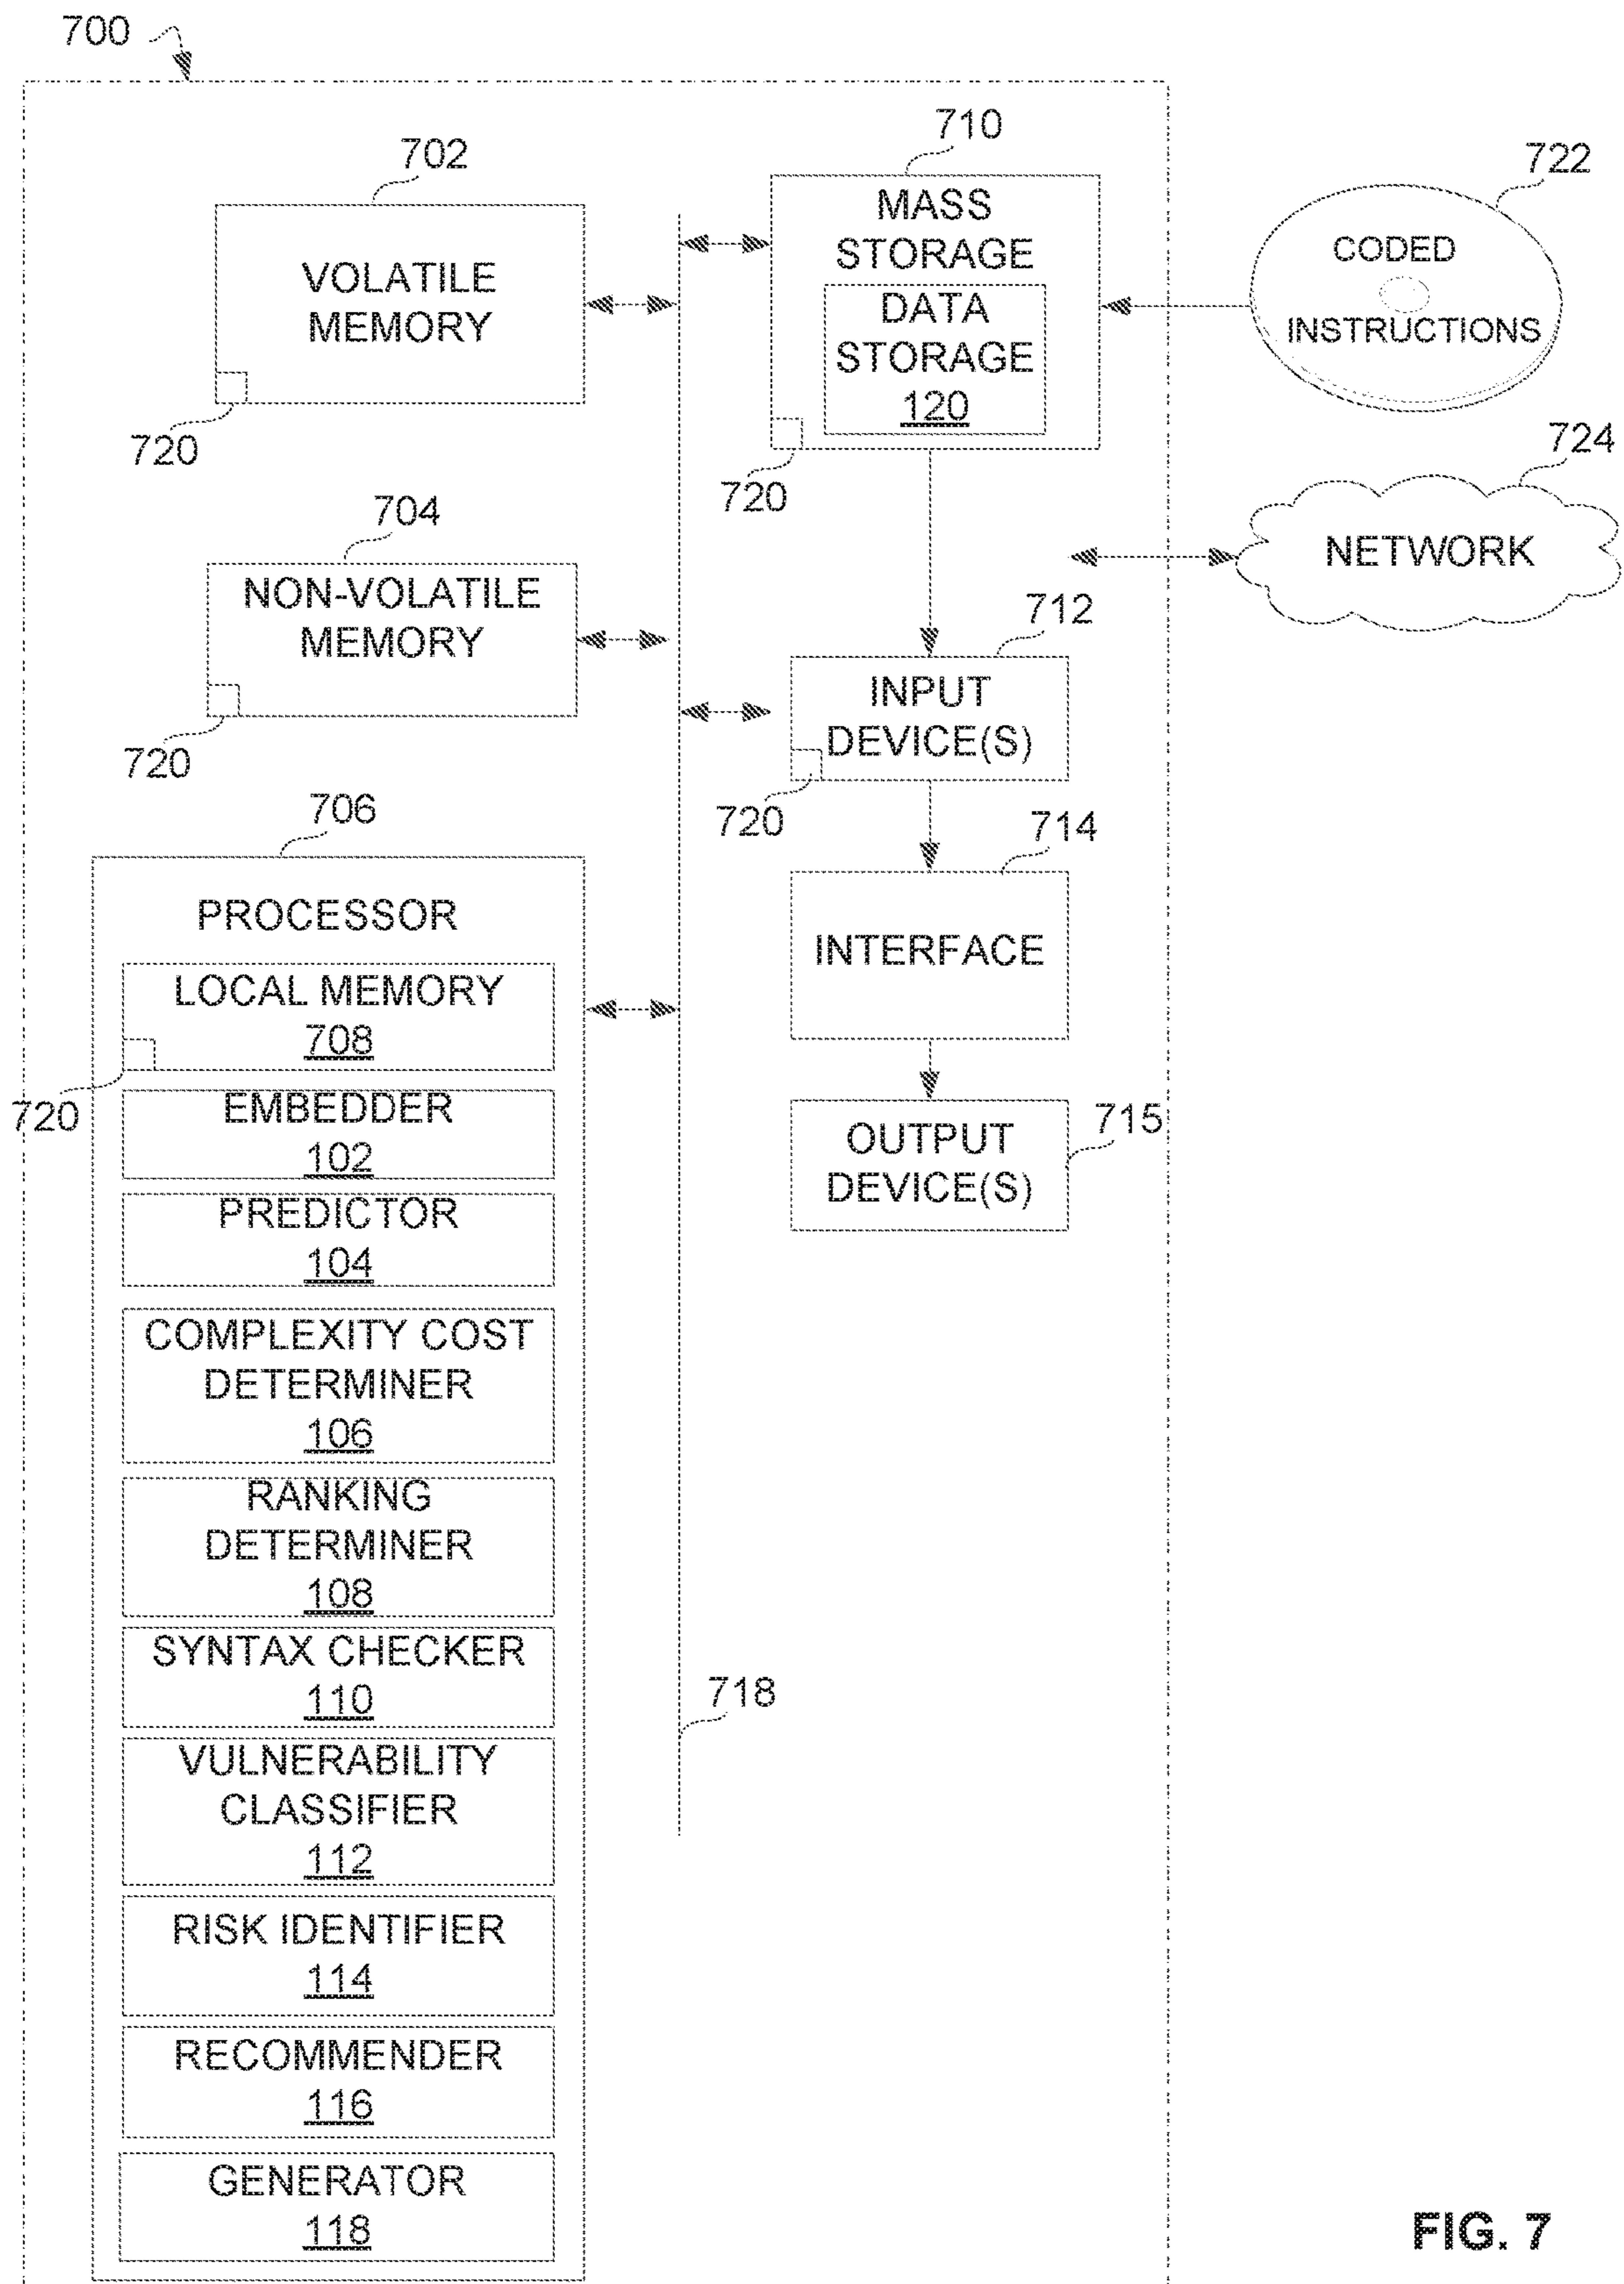 700
702
VOLATILE
MEMORY
720
704
NON-VOLATILE
MEMORY
720
706
PROCESSOR
LOCAL MEMORY
708
720
EMBEDDER
102
PREDICTOR
104
COMPLEXITY COST
DETERMINER
106
RANKING
DETERMINER
108
SYNTAX CHECKER
110
VULNERABILITY
CLASSIFIER
112
RISK IDENTIFIER
114
RECOMMENDER
116
GENERATOR
118
718
710
MASS
STORAGE
DATA
STORAGE
120
720
712
INPUT
DEVICE(S)
720
714
INTERFACE
715
OUTPUT
DEVICE(S)
722
CODED
INSTRUCTIONS
724
NETWORK
FIG. 7